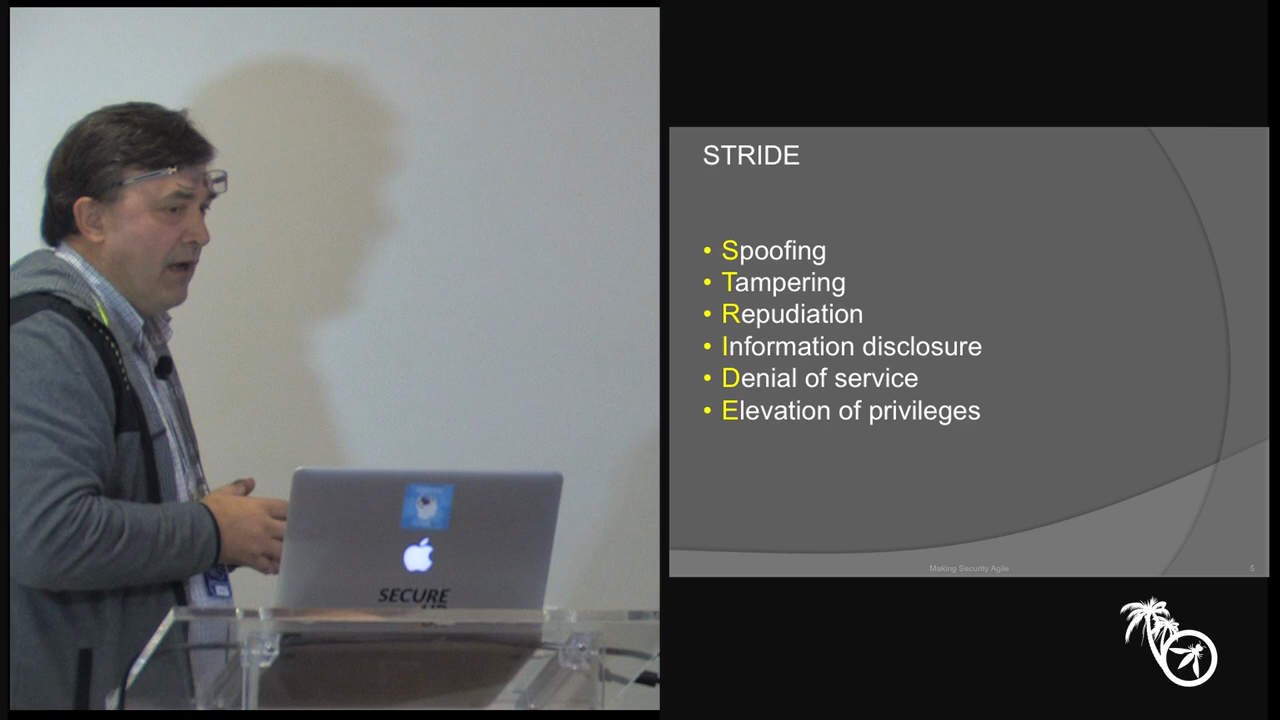 STRIDE
• Spoofing
• Tampering
• Repudiation
• Information disclosure
• Denial of service
• Elevation of privileges
Making Security Agile
5
SECURE